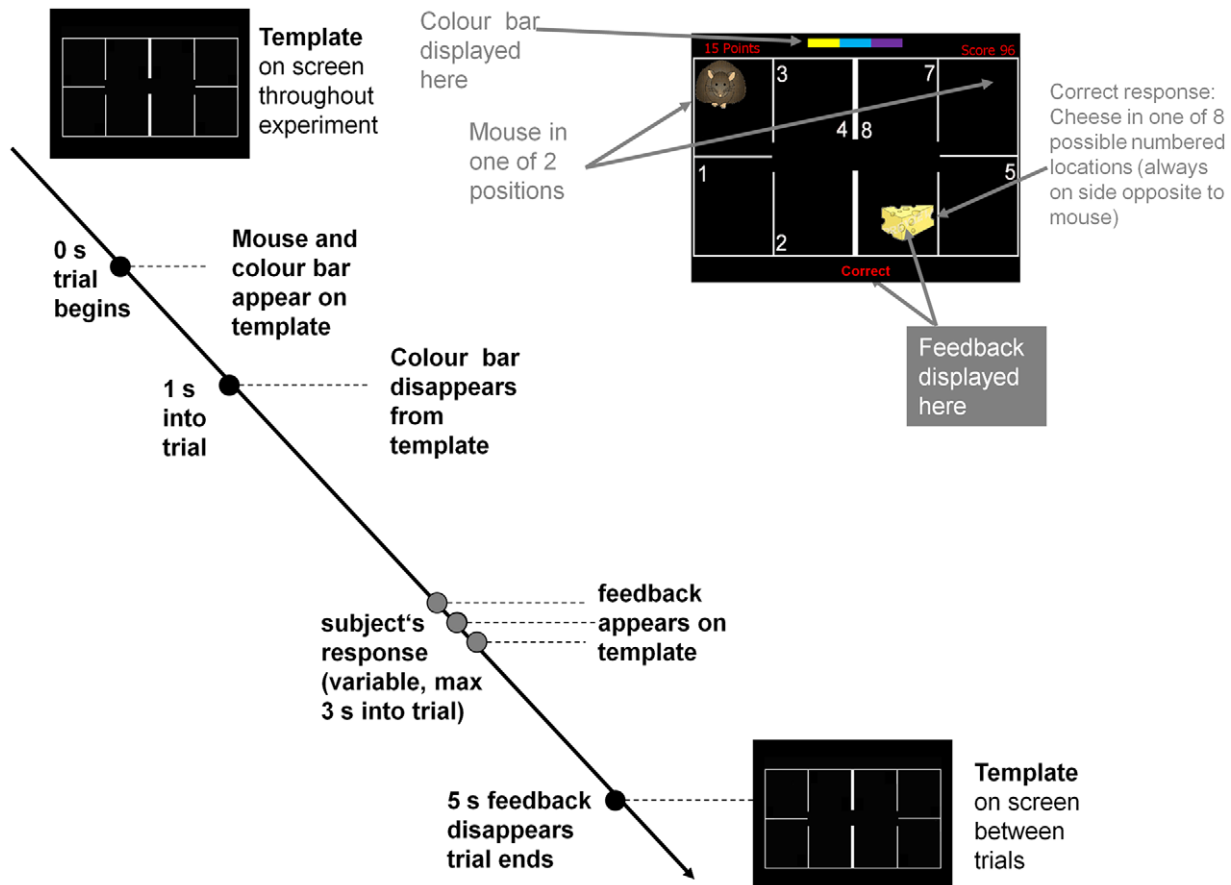 Template
on screen
throughout
experiment
Colour bar
displayed
here
Mouse in
one of 2
positions
15 Points
Score 96
3
7
4
8
1
5
2
Correct
Correct response:
Cheese in one of 8
possible numbered
locations (always
on side opposite to
mouse)
Feedback
displayed
here
0 s
trial
begins
Mouse and
colour bar
appear on
template
1 s
into
trial
Colour bar
disappears
from
template
subject‘s
response
(variable, max
3 s into trial)
feedback
appears on
template
5 s feedback
disappears
trial ends
Template
on screen
between
trials